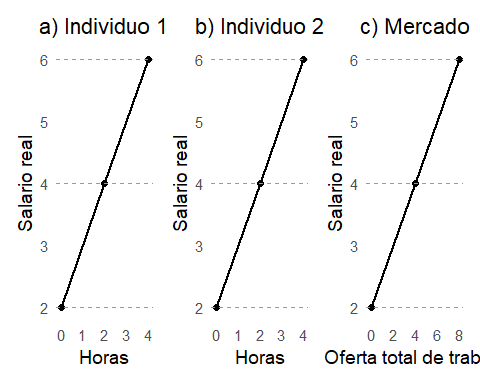 a) Individuo 1
b) Individuo 2
c) Mercado
Salario real
6
5
4
3
2
0 1 2 3 4
Horas
Salario real
6
5
4
3
2
0 1 2 3 4
Horas
Salario real
6
5
4
3
2
0 2 4 6 8
Oferta total de trab